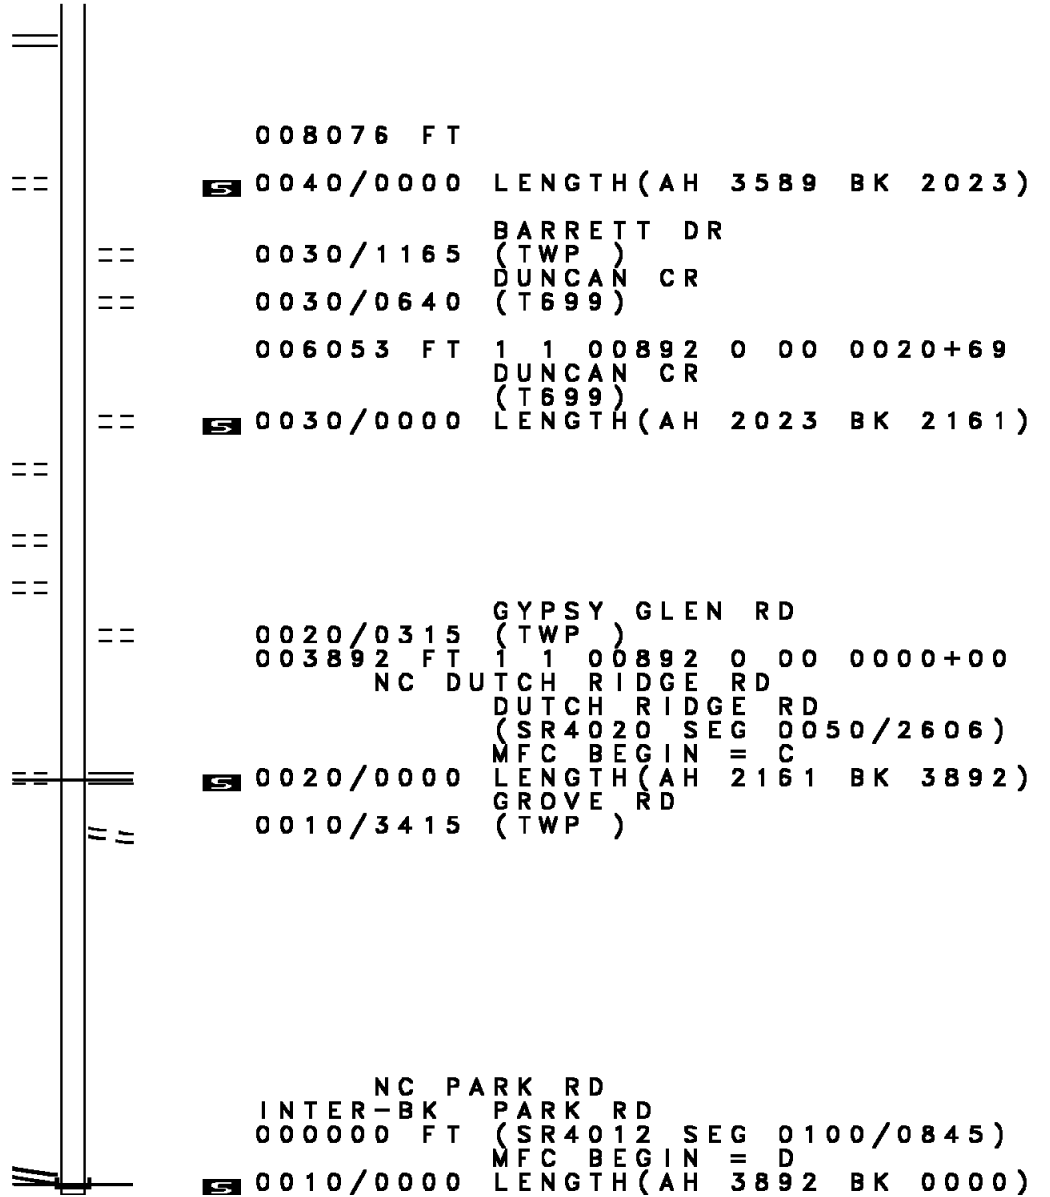 008076 FT
S 0040/0000 LENGTH(AH 3589 BK 2023)
BARRETT DR
0030/1165 (TWP )
DUNCAN CR
0030/0640 (T699)
006053 FT 1 1 00892 0 00 0020+69
DUNCAN CR
(T699)
S 0030/0000 LENGTH(AH 2023 BK 2161)
GYPSY GLEN RD
0020/0315 (TWP )
003892 FT 1 1 00892 0 00 0000+00
NC DUTCH RIDGE RD
DUTCH RIDGE RD
(SR4020 SEG 0050/2606)
MFC BEGIN = C
S 0020/0000 LENGTH(AH 2161 BK 3892)
GROVE RD
0010/3415 (TWP )
NC PARK RD
INTER-BK PARK RD
000000 FT (SR4012 SEG 0100/0845)
MFC BEGIN = D
S 0010/0000 LENGTH(AH 3892 BK 0000)